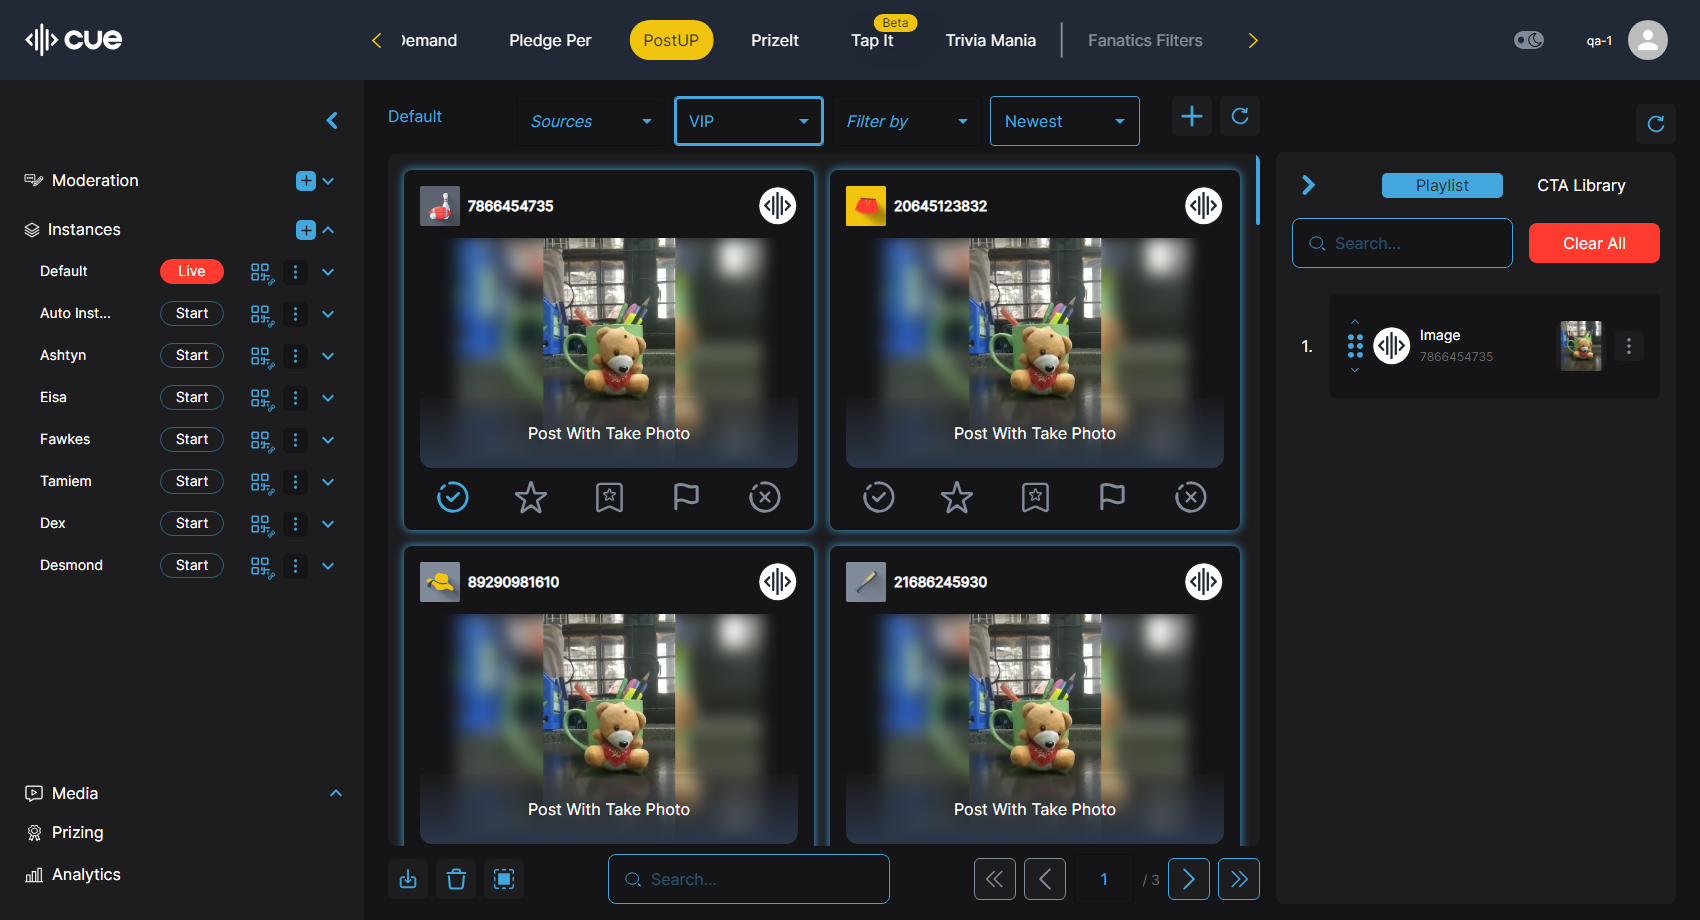 cue
Demand
Pledge Per
PostUP
PrizeIt
Tap It
Beta
Trivia Mania
Fanatics Filters
qa-1
Moderation
Instances
Default
Live
Auto Inst...
Start
Ashtyn
Start
Eisa
Start
Fawkes
Start
Tamiem
Start
Dex
Start
Desmond
Start
Media
Prizing
Analytics
Default
Sources
VIP
Filter by
Newest
7866454735
Post With Take Photo
20645123832
Post With Take Photo
89290981610
Post With Take Photo
21686245930
Post With Take Photo
Search...
1
/ 3
Playlist
CTA Library
Search...
Clear All
1.
Image
7866454735